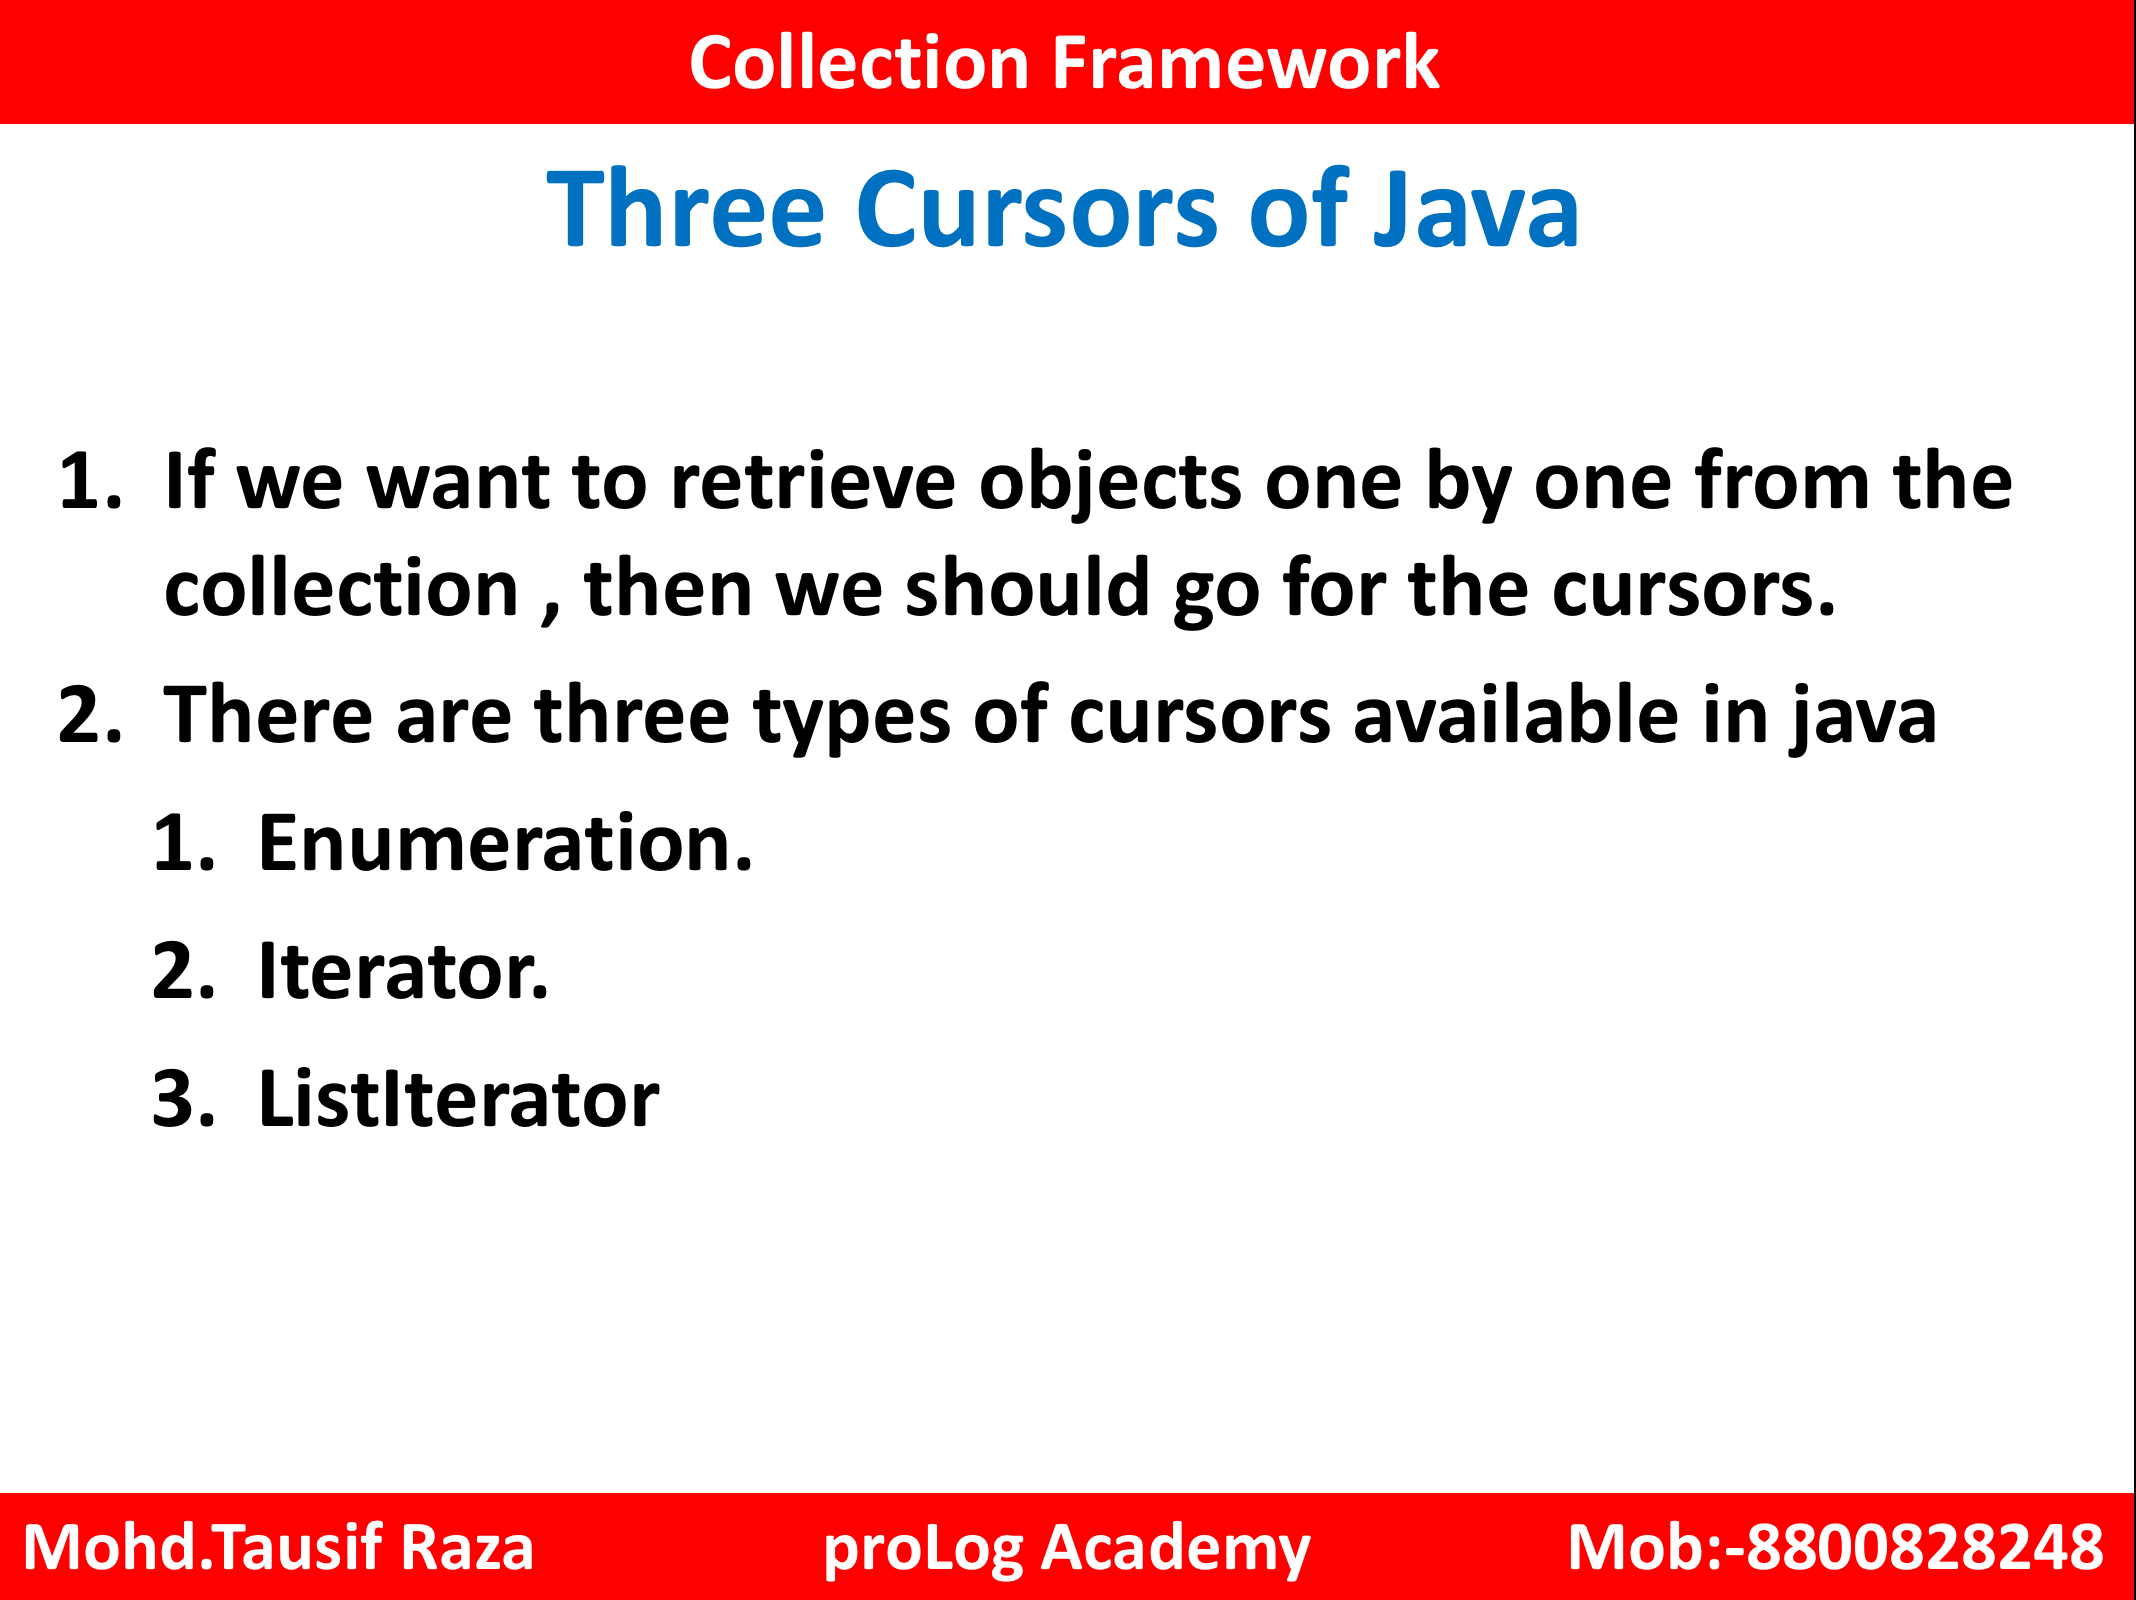 Collection Framework
Three Cursors of Java
1. If we want to retrieve objects one by one from the
collection , then we should go for the cursors.
2. There are three types of cursors available in java
1. Enumeration.
2. Iterator.
3. ListIterator
Mohd.Tausif Raza proLog Academy Mob:-8800828248